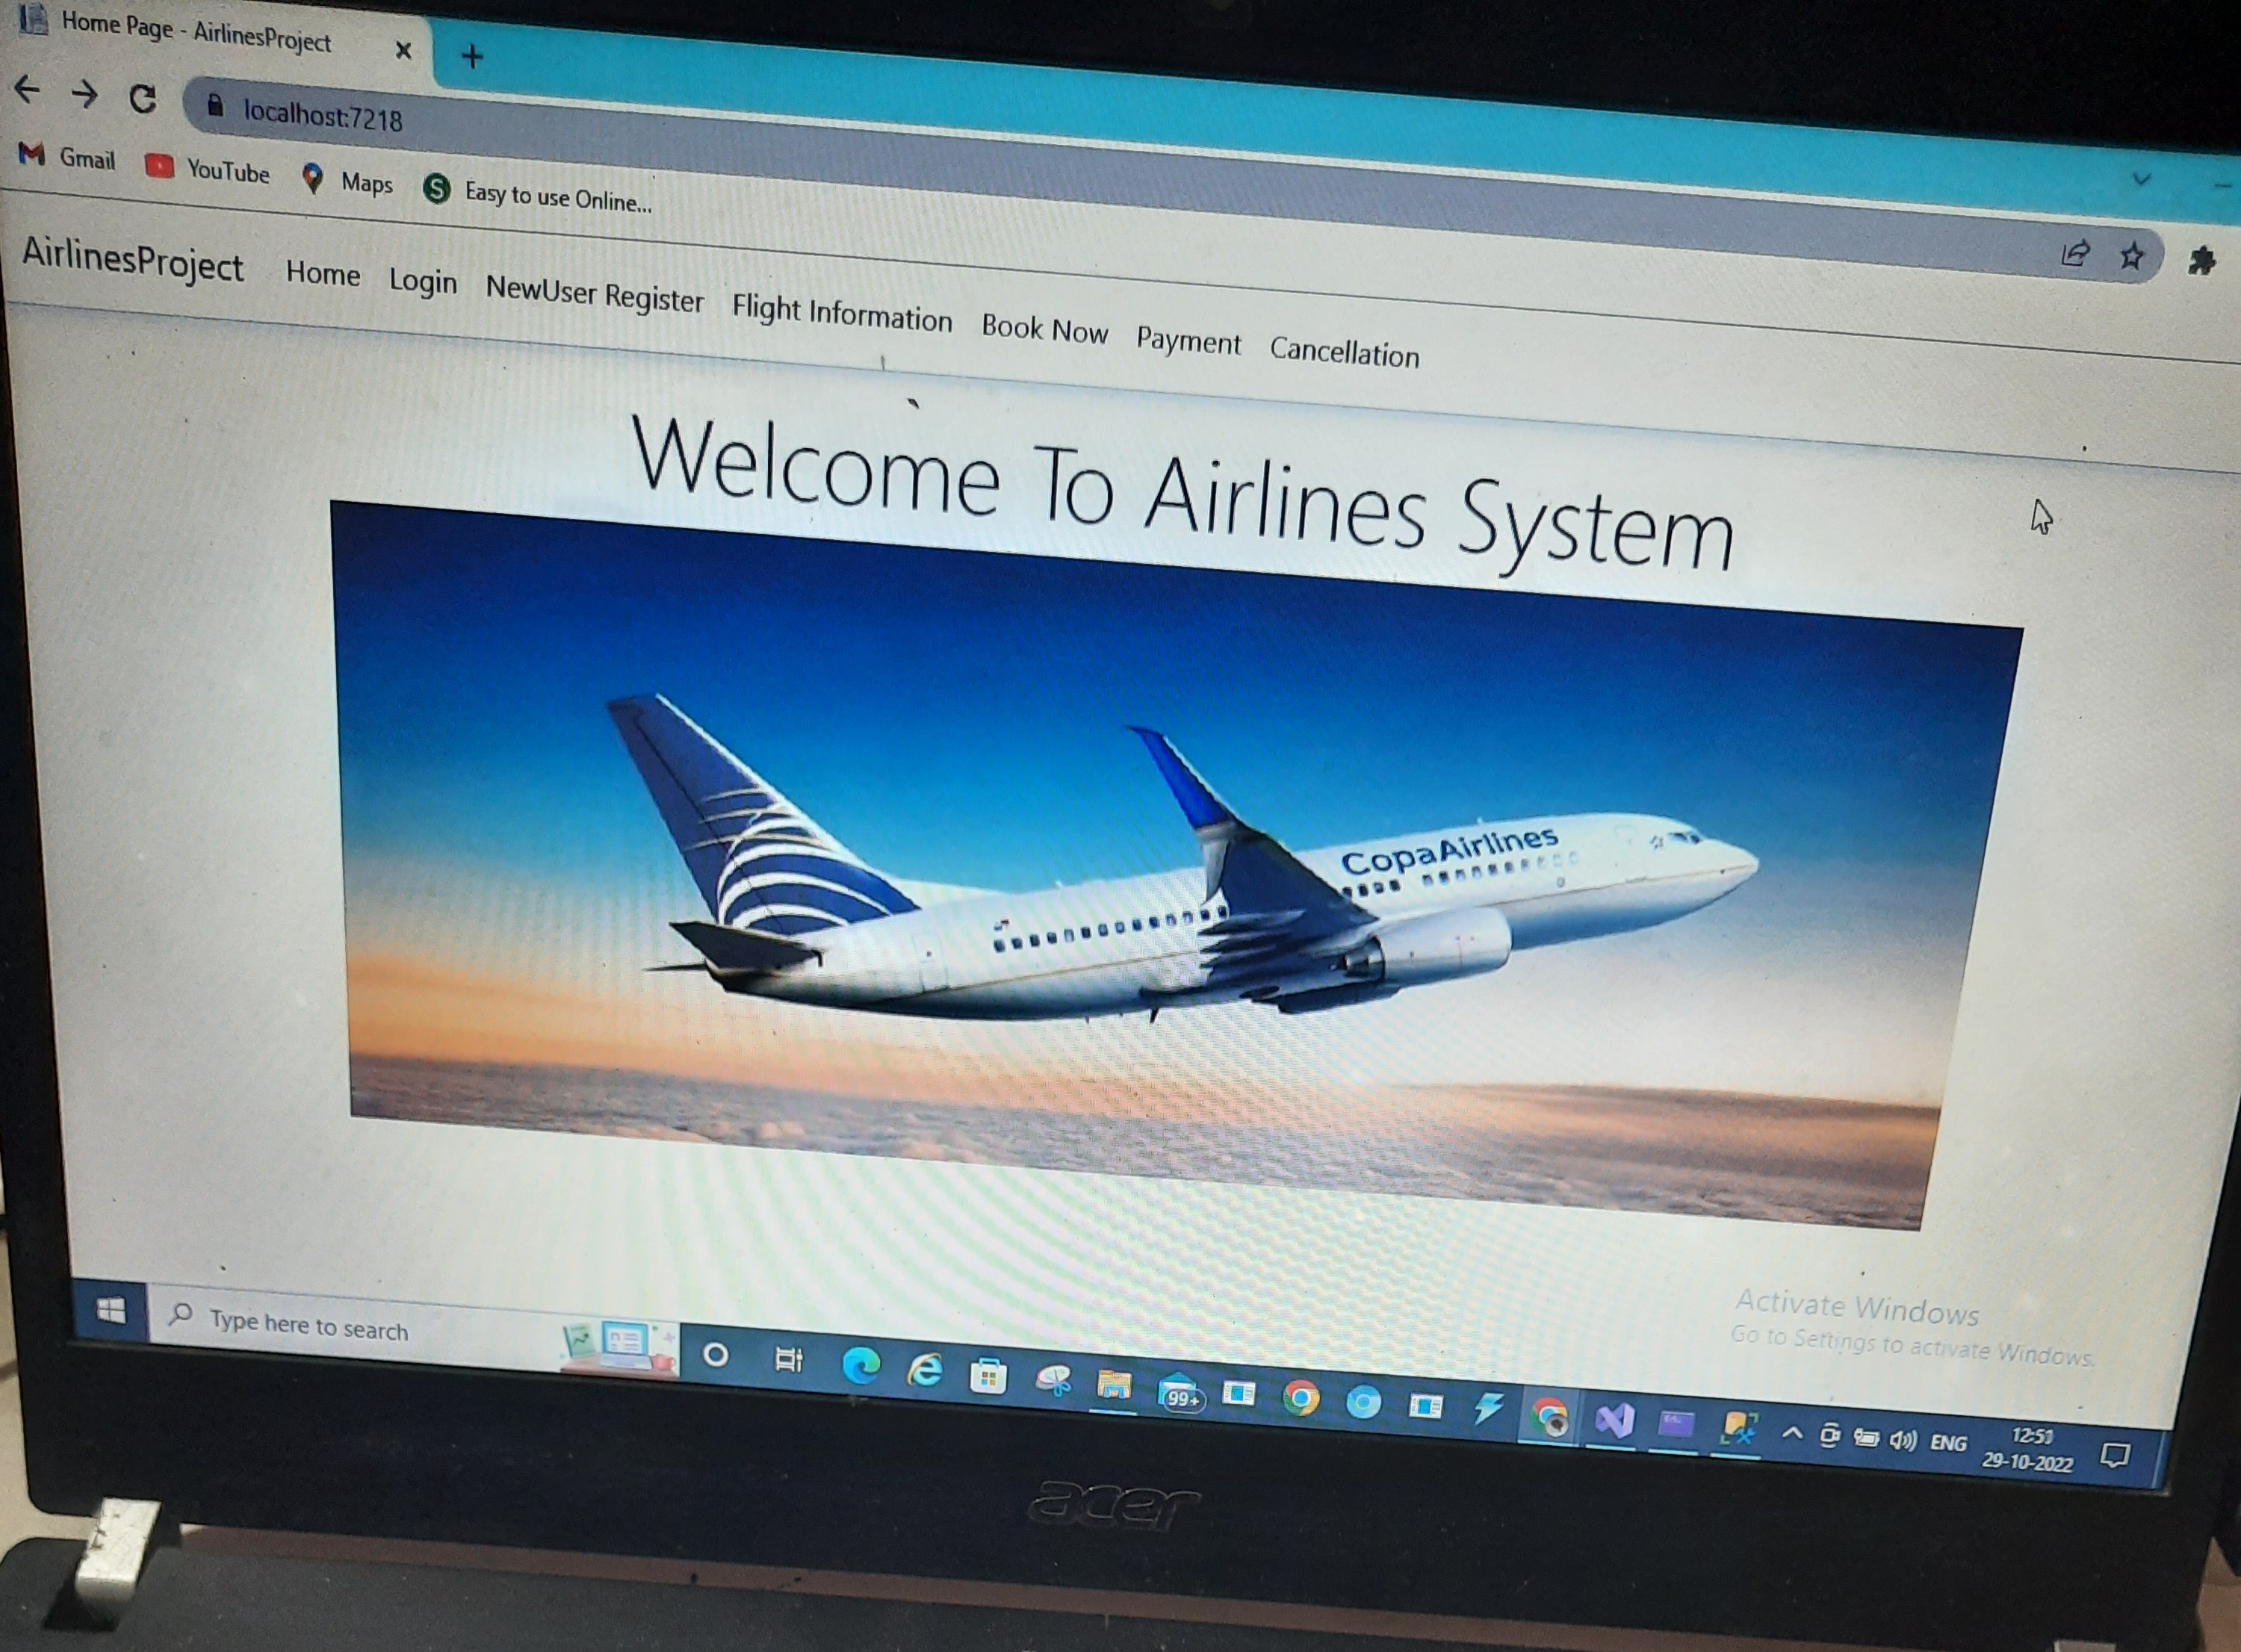 Home Page - AirlinesProject
localhost:7218
Gmail YouTube Maps Easy to use Online...
AirlinesProject Home Login NewUser Register Flight Information Book Now Payment Cancellation
Welcome To Airlines System
CopaAirlines
Activate Windows
Go to Settings to activate Windows.
Type here to search
99+
ENG
12:51
29-10-2022
acer